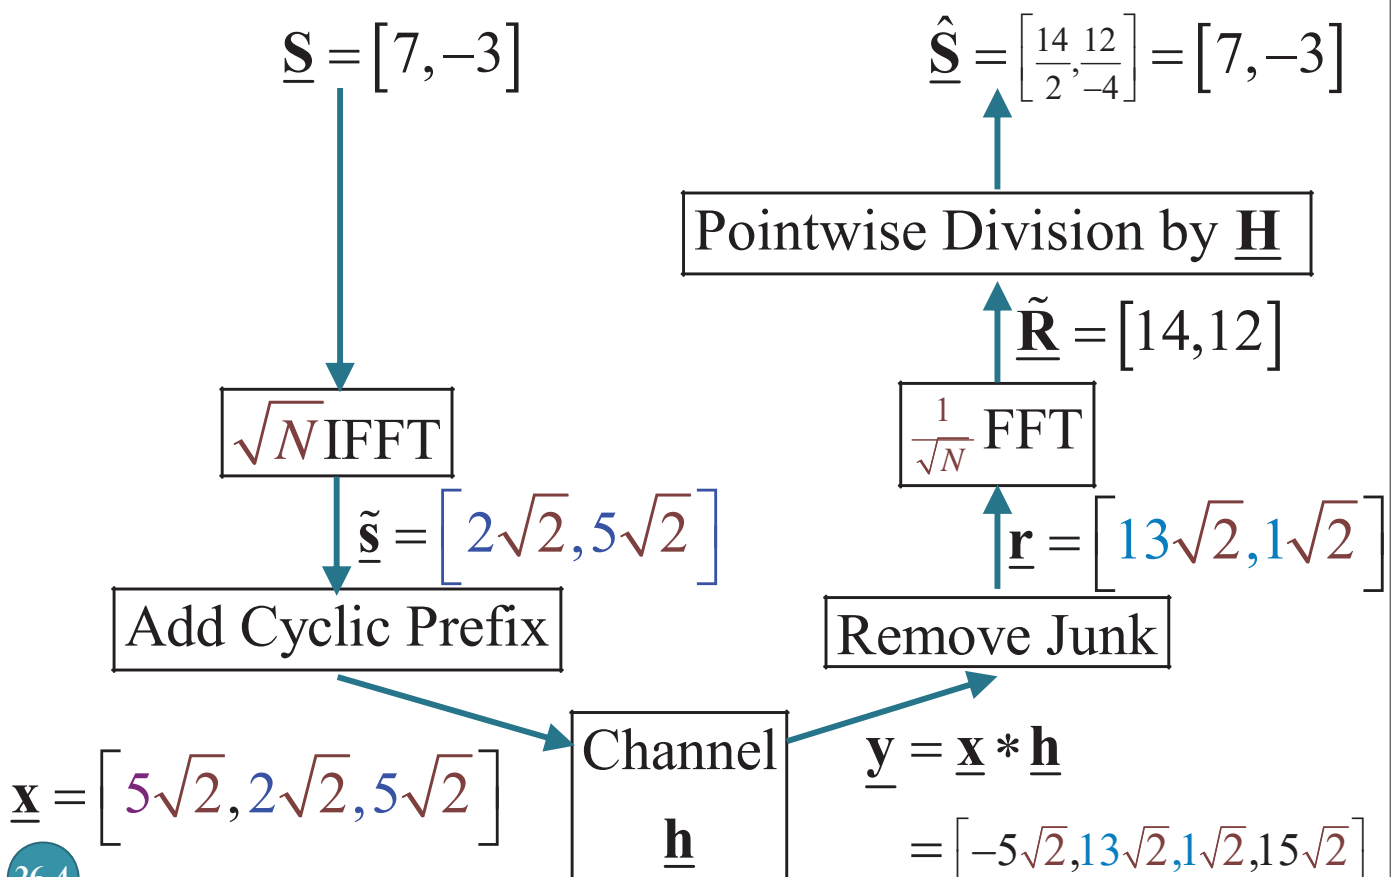 S = [7,−3]
Ŝ = [14/2, 12/−4] = [7,−3]
Pointwise Division by H
R̃ = [14,12]
√N IFFT
1/√N FFT
s̃ = [2√2, 5√2]
r = [13√2, 1√2]
Add Cyclic Prefix
Remove Junk
x = [5√2, 2√2, 5√2]
Channel
h
y = x * h
= [−5√2, 13√2, 1√2, 15√2]